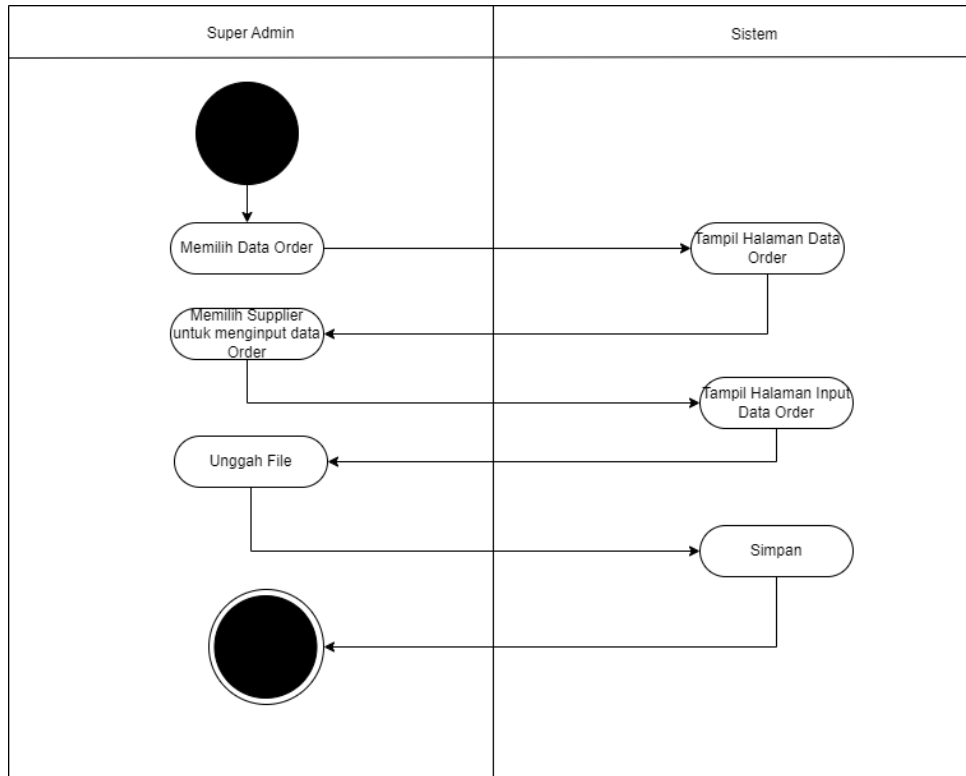 Super Admin
Sistem
Memilih Data Order
Tampil Halaman Data
Order
Memilih Supplier
untuk menginput data
Order
Tampil Halaman Input
Data Order
Unggah File
Simpan